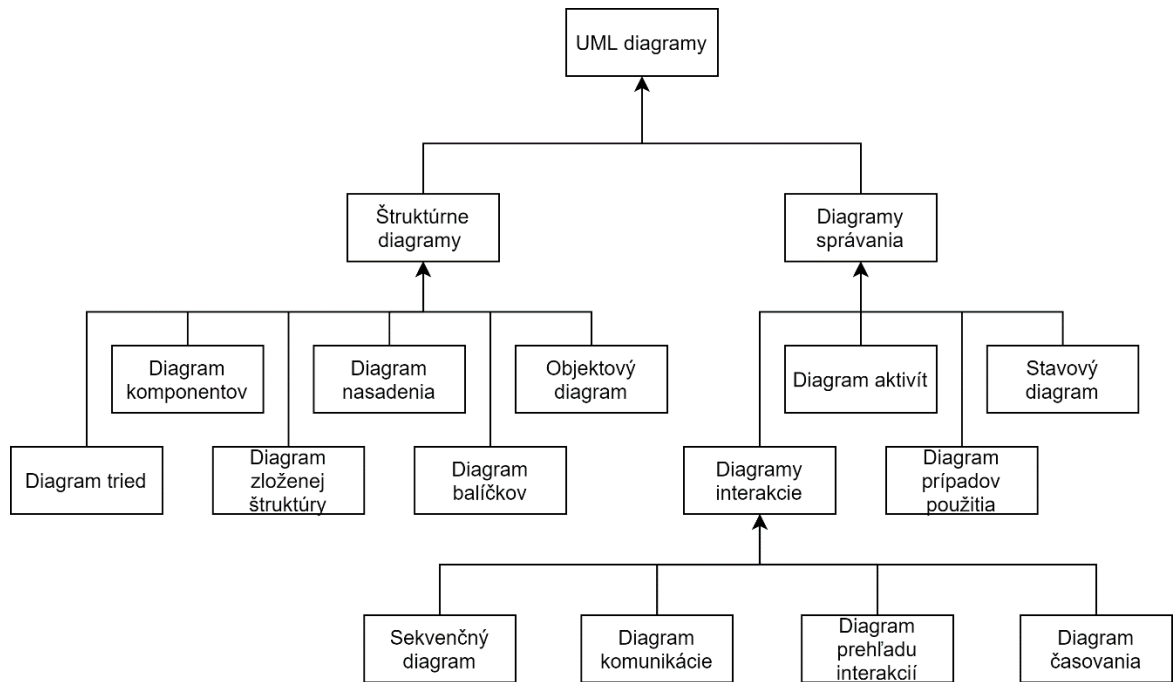 UML diagramy
Štruktúrne
diagramy
Diagramy
správania
Diagram
komponentov
Diagram
nasadenia
Objektový
diagram
Diagram aktivít
Stavový
diagram
Diagram tried
Diagram
zloženej
štruktúry
Diagram
balíčkov
Diagramy
interakcie
Diagram
prípadov
použitia
Sekvenčný
diagram
Diagram
komunikácie
Diagram
prehľadu
interakcií
Diagram
časovania